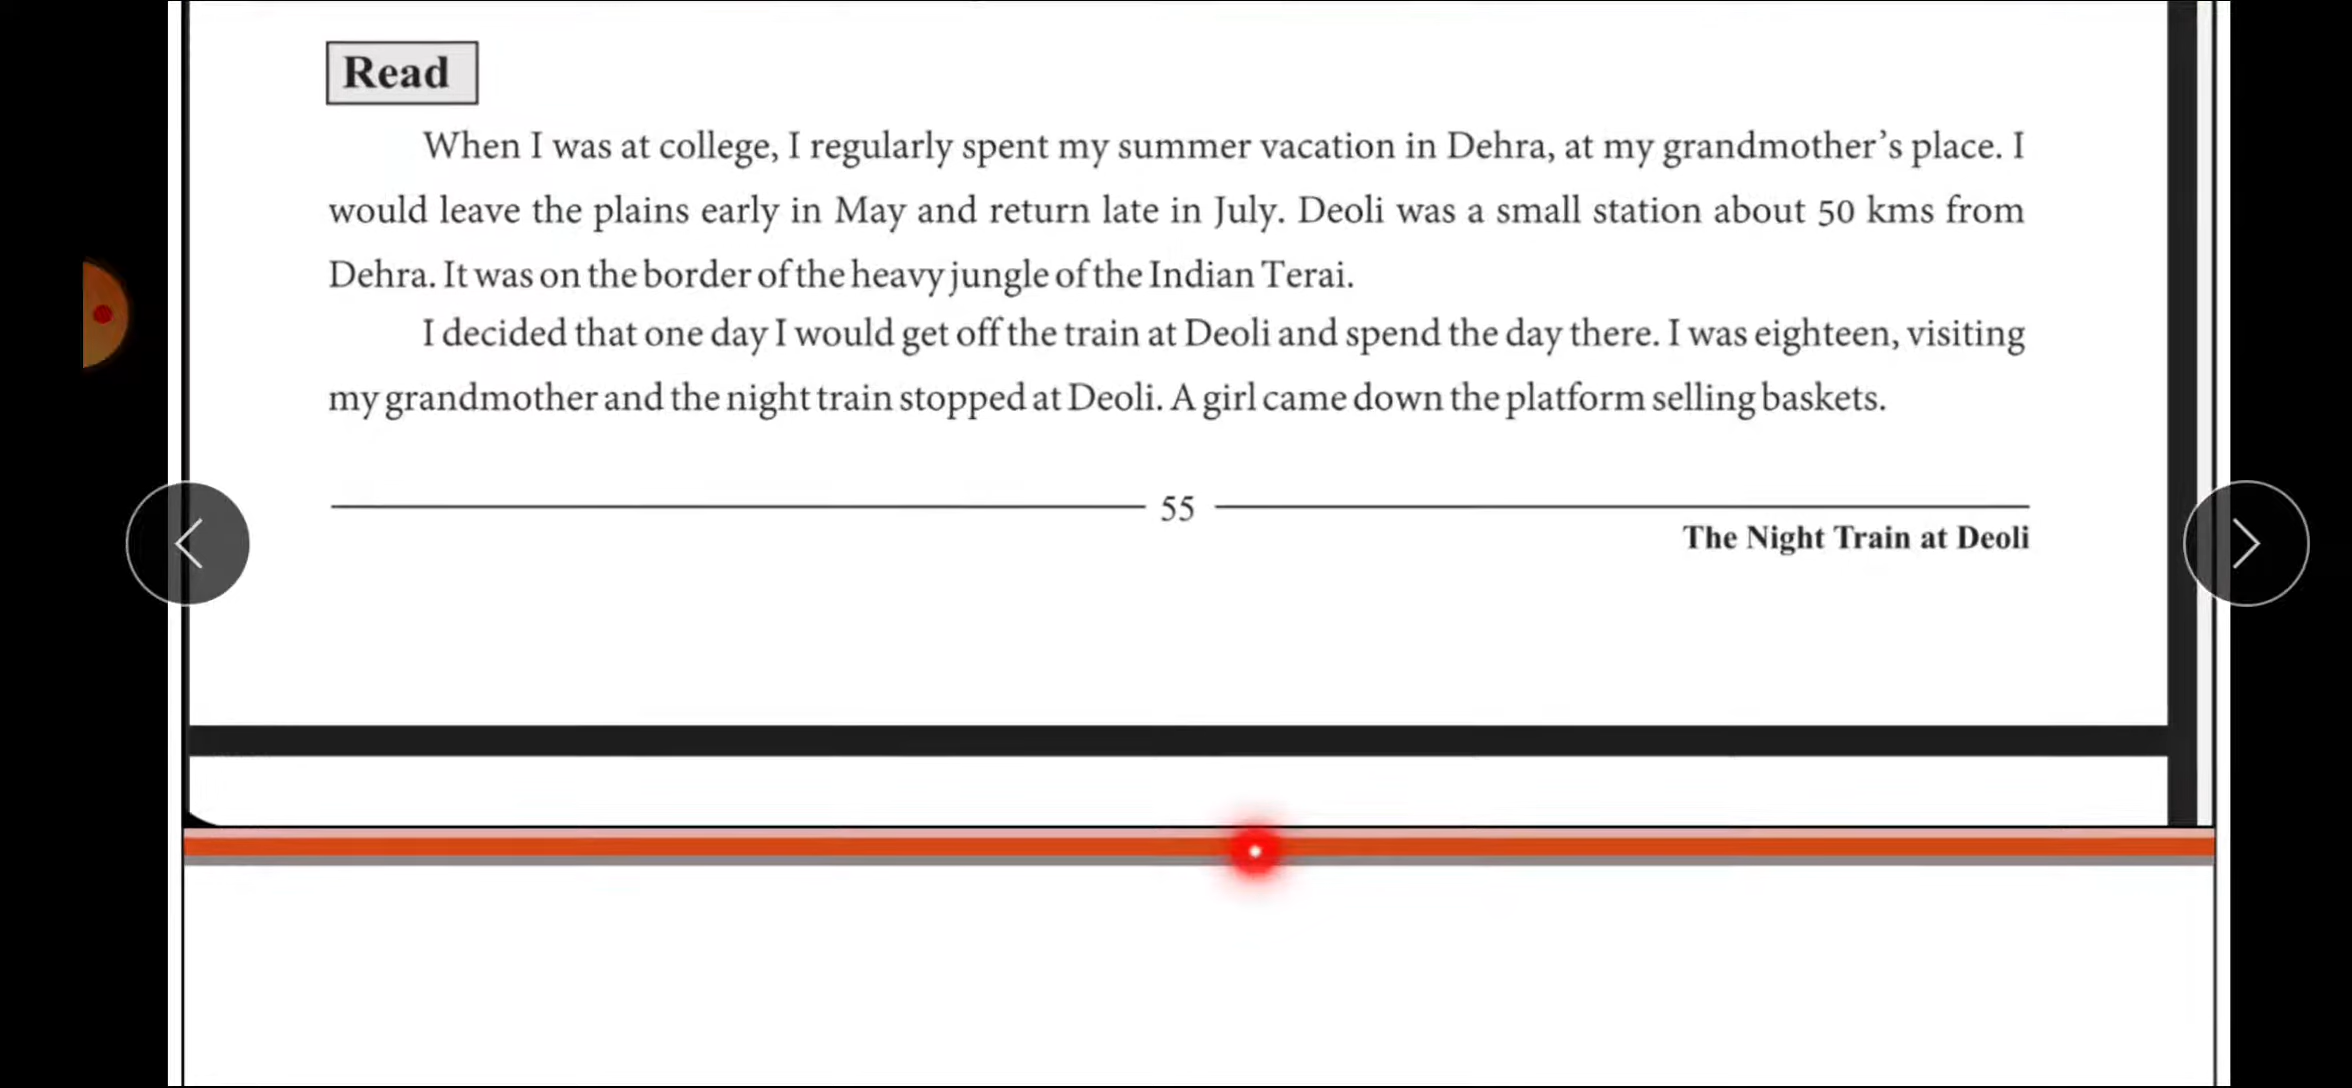 Read
When I was at college, I regularly spent my summer vacation in Dehra, at my grandmother’s place. I
would leave the plains early in May and return late in July. Deoli was a small station about 50 kms from
Dehra. It was on the border of the heavy jungle of the Indian Terai.
I decided that one day I would get off the train at Deoli and spend the day there. I was eighteen, visiting
my grandmother and the night train stopped at Deoli. A girl came down the platform selling baskets.
55
The Night Train at Deoli